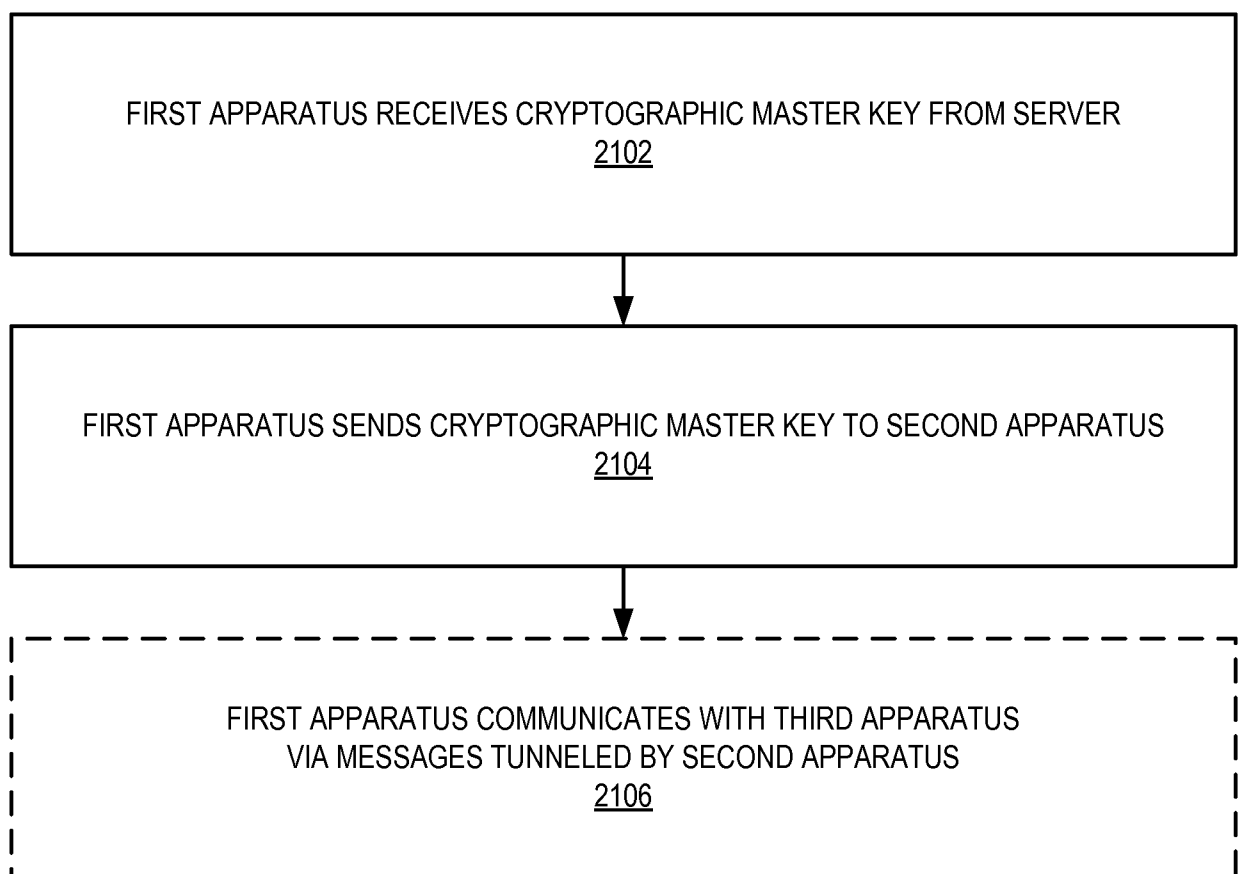 FIRST APPARATUS RECEIVES CRYPTOGRAPHIC MASTER KEY FROM SERVER
2102
FIRST APPARATUS SENDS CRYPTOGRAPHIC MASTER KEY TO SECOND APPARATUS
2104
FIRST APPARATUS COMMUNICATES WITH THIRD APPARATUS
VIA MESSAGES TUNNELED BY SECOND APPARATUS
2106